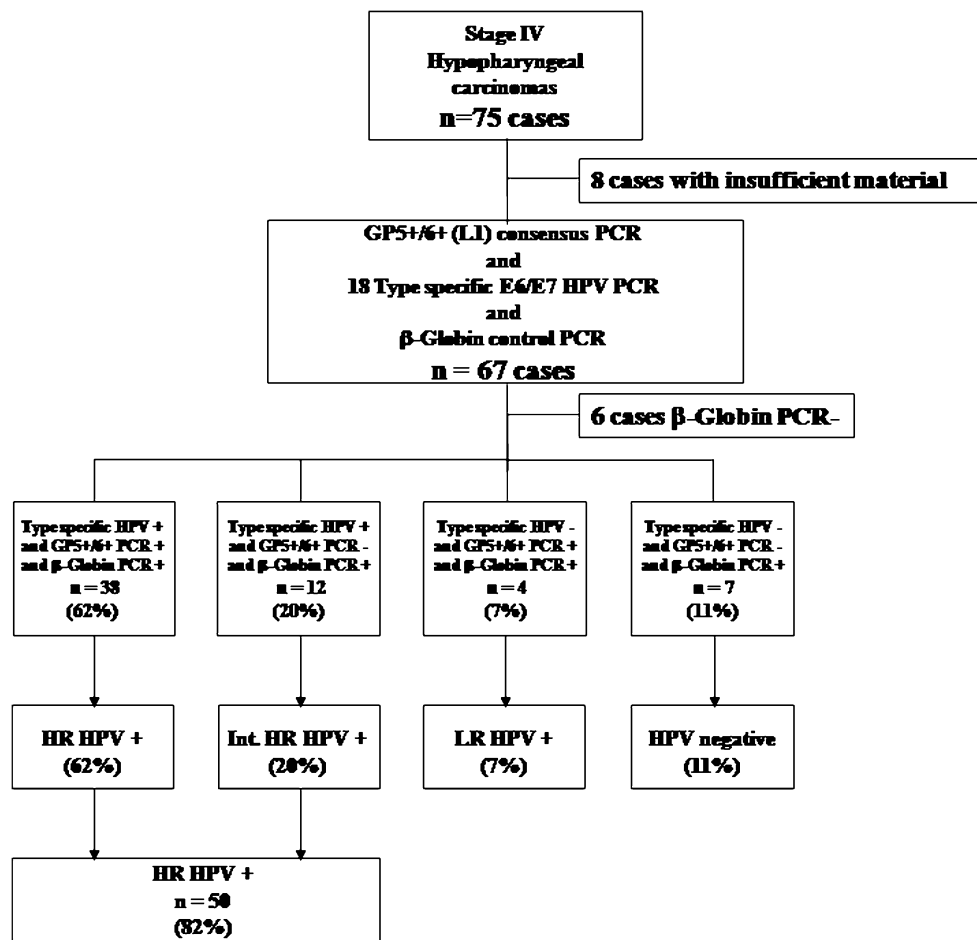 Stage IV
Hypopharyngeal
carcinomas
n=75 cases
8 cases with insufficient material
GP5+/6+ (L1) consensus PCR
and
18 Type specific E6/E7 HPV PCR
and
β-Globin control PCR
n = 67 cases
6 cases β-Globin PCR-
Type specific HPV +
and GP5+/6+ PCR +
and β-Globin PCR +
n = 38
(62%)
Type specific HPV +
and GP5+/6+ PCR -
and β-Globin PCR +
n = 12
(20%)
Type specific HPV -
and GP5+/6+ PCR +
and β-Globin PCR +
n = 4
(7%)
Type specific HPV -
and GP5+/6+ PCR -
and β-Globin PCR +
n = 7
(11%)
HR HPV +
(62%)
Int. HR HPV +
(20%)
LR HPV +
(7%)
HPV negative
(11%)
HR HPV +
n = 50
(82%)